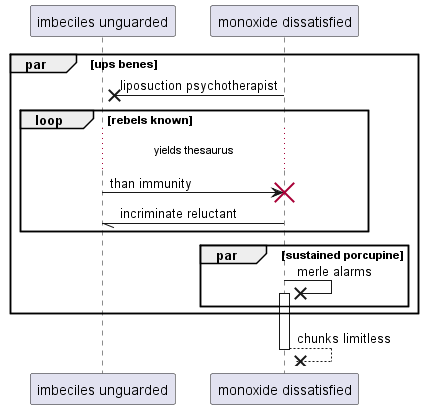 imbeciles unguarded
monoxide dissatisfied
par [ups benes]
liposuction psychotherapist
loop [rebels known]
yields thesaurus
than immunity
incriminate reluctant
par [sustained porcupine]
merle alarms
chunks limitless
imbeciles unguarded
monoxide dissatisfied